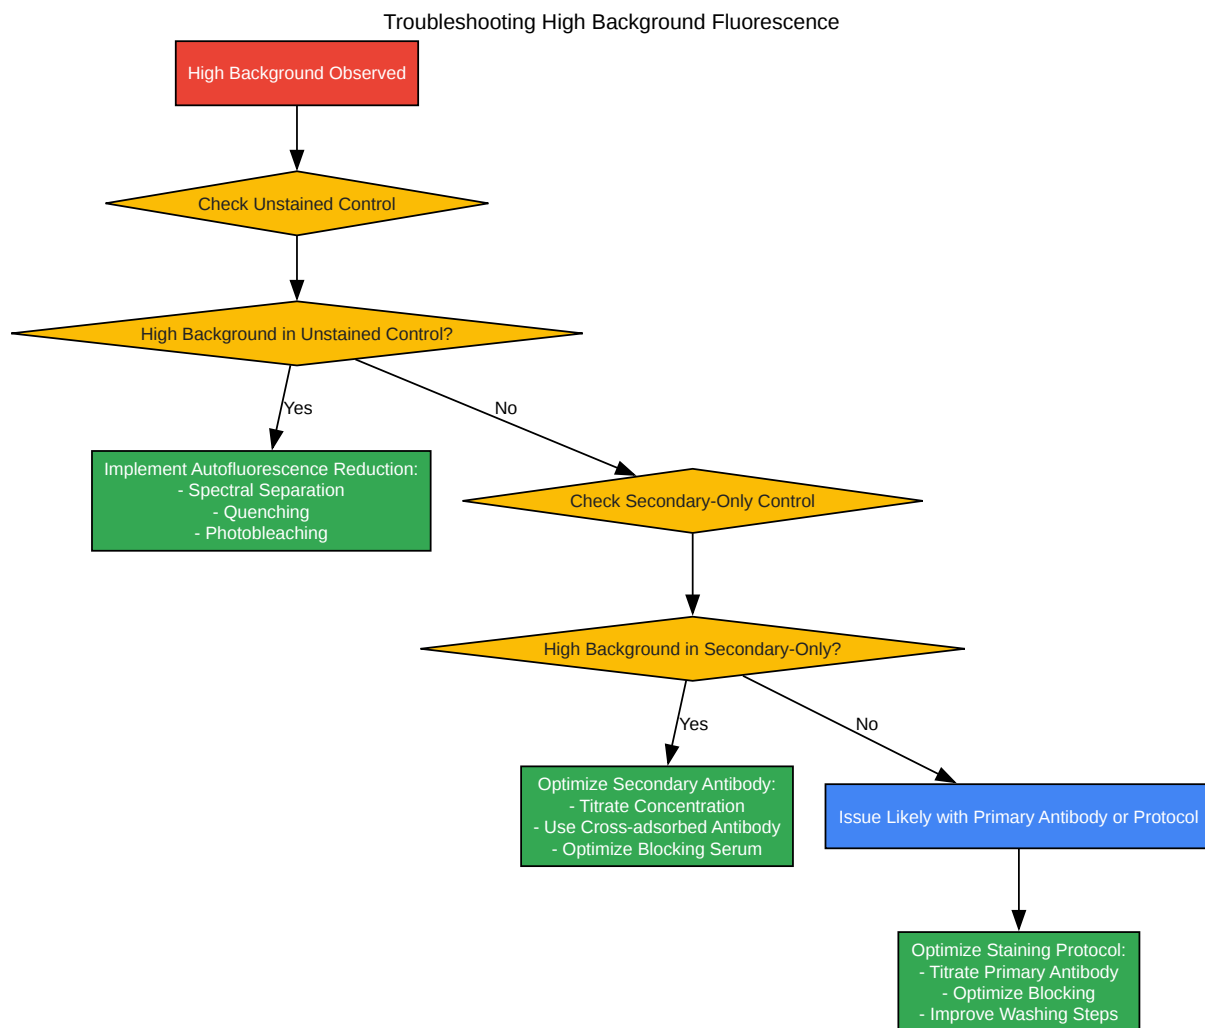 Troubleshooting High Background Fluorescence
High Background Observed
Check Unstained Control
High Background in Unstained Control?
Yes
No
Implement Autofluorescence Reduction:
- Spectral Separation
- Quenching
- Photobleaching
Check Secondary-Only Control
High Background in Secondary-Only?
Yes
No
Optimize Secondary Antibody:
- Titrate Concentration
- Use Cross-adsorbed Antibody
- Optimize Blocking Serum
Issue Likely with Primary Antibody or Protocol
Optimize Staining Protocol:
- Titrate Primary Antibody
- Optimize Blocking
- Improve Washing Steps